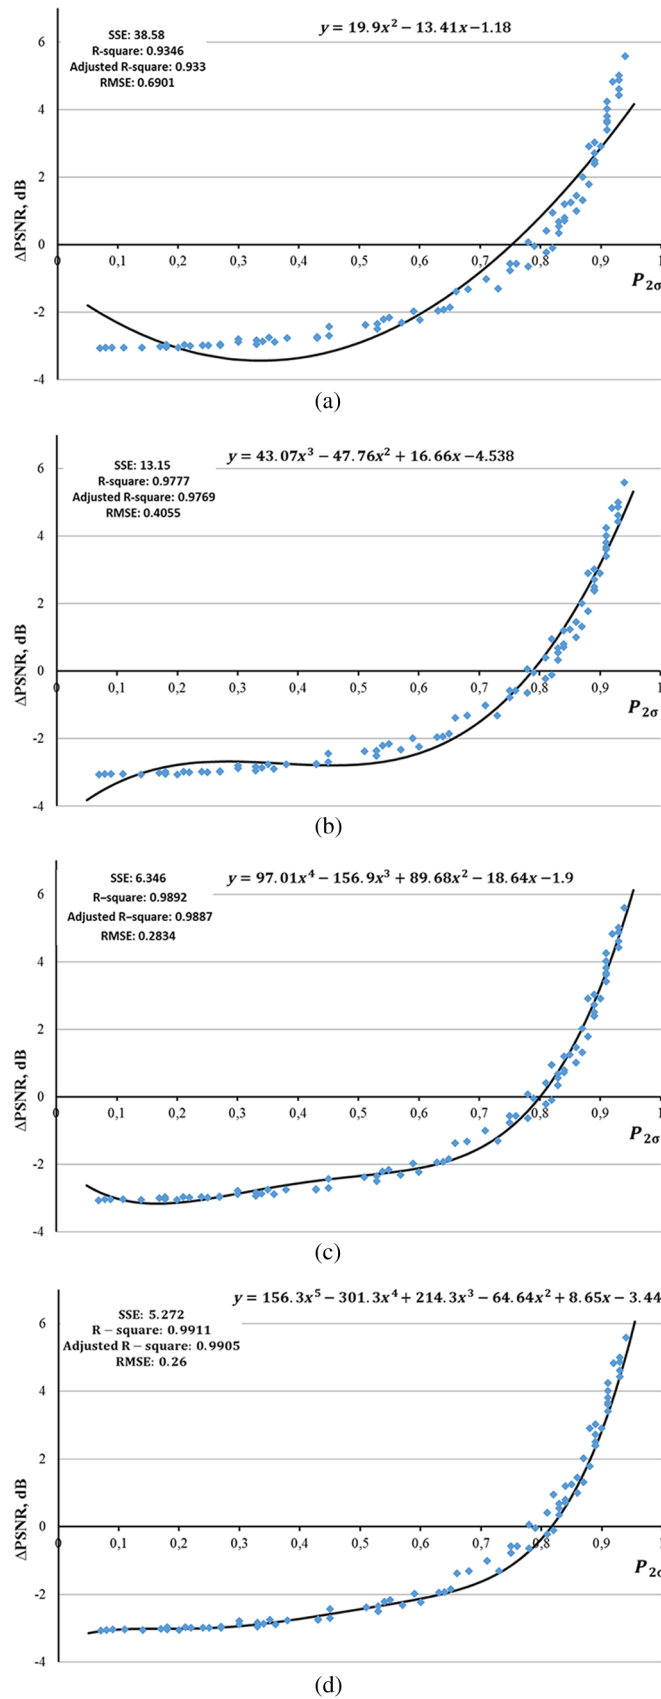 y = 19.9x² − 13.41x−1.18
SSE: 38.58
R-square: 0.9346
Adjusted R-square: 0.933
RMSE: 0.6901
ΔPSNR, dB
6
4
2
0
-2
-4
0 0,1 0,2 0,3 0,4 0,5 0,6 0,7 0,8 0,9 1
P₂σ
(a)
y = 43.07x³ − 47.76x² + 16.66x −4.538
SSE: 13.15
R-square: 0.9777
Adjusted R-square: 0.9769
RMSE: 0.4055
ΔPSNR, dB
6
4
2
0
-2
-4
0 0,1 0,2 0,3 0,4 0,5 0,6 0,7 0,8 0,9 1
P₂σ
(b)
y = 97.01x⁴ − 156.9x³ + 89.68x² − 18.64x −1.9
SSE: 6.346
R−square: 0.9892
Adjusted R−square: 0.9887
RMSE: 0.2834
ΔPSNR, dB
6
4
2
0
-2
-4
0 0,1 0,2 0,3 0,4 0,5 0,6 0,7 0,8 0,9 1
P₂σ
(c)
y = 156.3x⁵ − 301.3x⁴ + 214.3x³ − 64.64x² + 8.65x − 3.44
SSE: 5.272
R − square: 0.9911
Adjusted R − square: 0.9905
RMSE: 0.26
ΔPSNR, dB
6
4
2
0
-2
-4
0 0,1 0,2 0,3 0,4 0,5 0,6 0,7 0,8 0,9 1
P₂σ
(d)